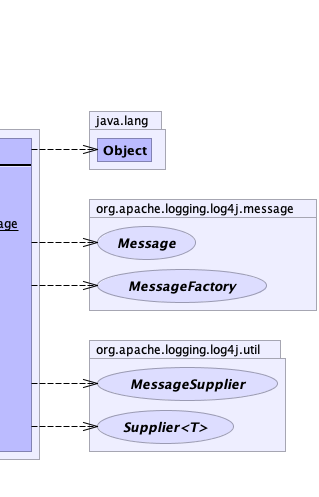 java.lang
Object
org.apache.logging.log4j.message
Message
MessageFactory
org.apache.logging.log4j.util
MessageSupplier
Supplier<T>